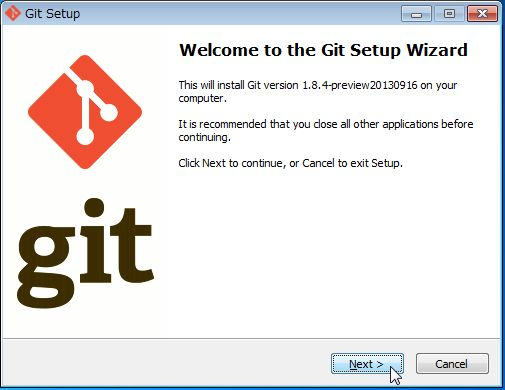 Git Setup
Welcome to the Git Setup Wizard
This will install Git version 1.8.4-preview20130916 on your
computer.
It is recommended that you close all other applications before
continuing.
Click Next to continue, or Cancel to exit Setup.
git
Next >
Cancel